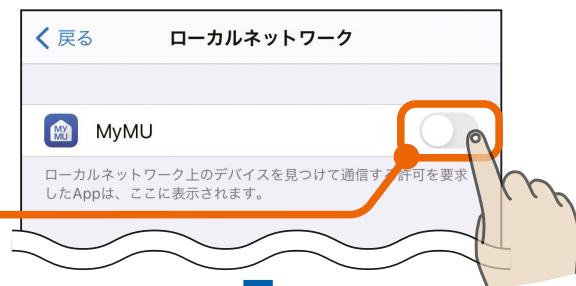 戻る
ローカルネットワーク
MY
MU
MyMU
ローカルネットワーク上のデバイスを見つけて通信する許可を要求
したAppは、ここに表示されます。